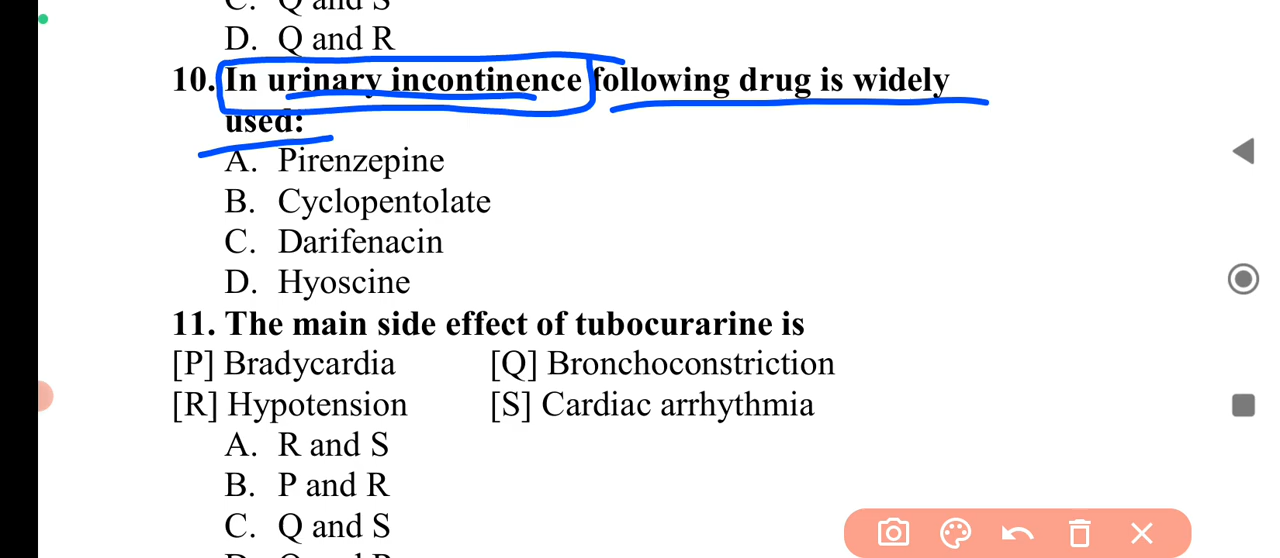 D. Q and R
10. In urinary incontinence following drug is widely
used:
A. Pirenzepine
B. Cyclopentolate
C. Darifenacin
D. Hyoscine
11. The main side effect of tubocurarine is
[P] Bradycardia [Q] Bronchoconstriction
[R] Hypotension [S] Cardiac arrhythmia
A. R and S
B. P and R
C. Q and S